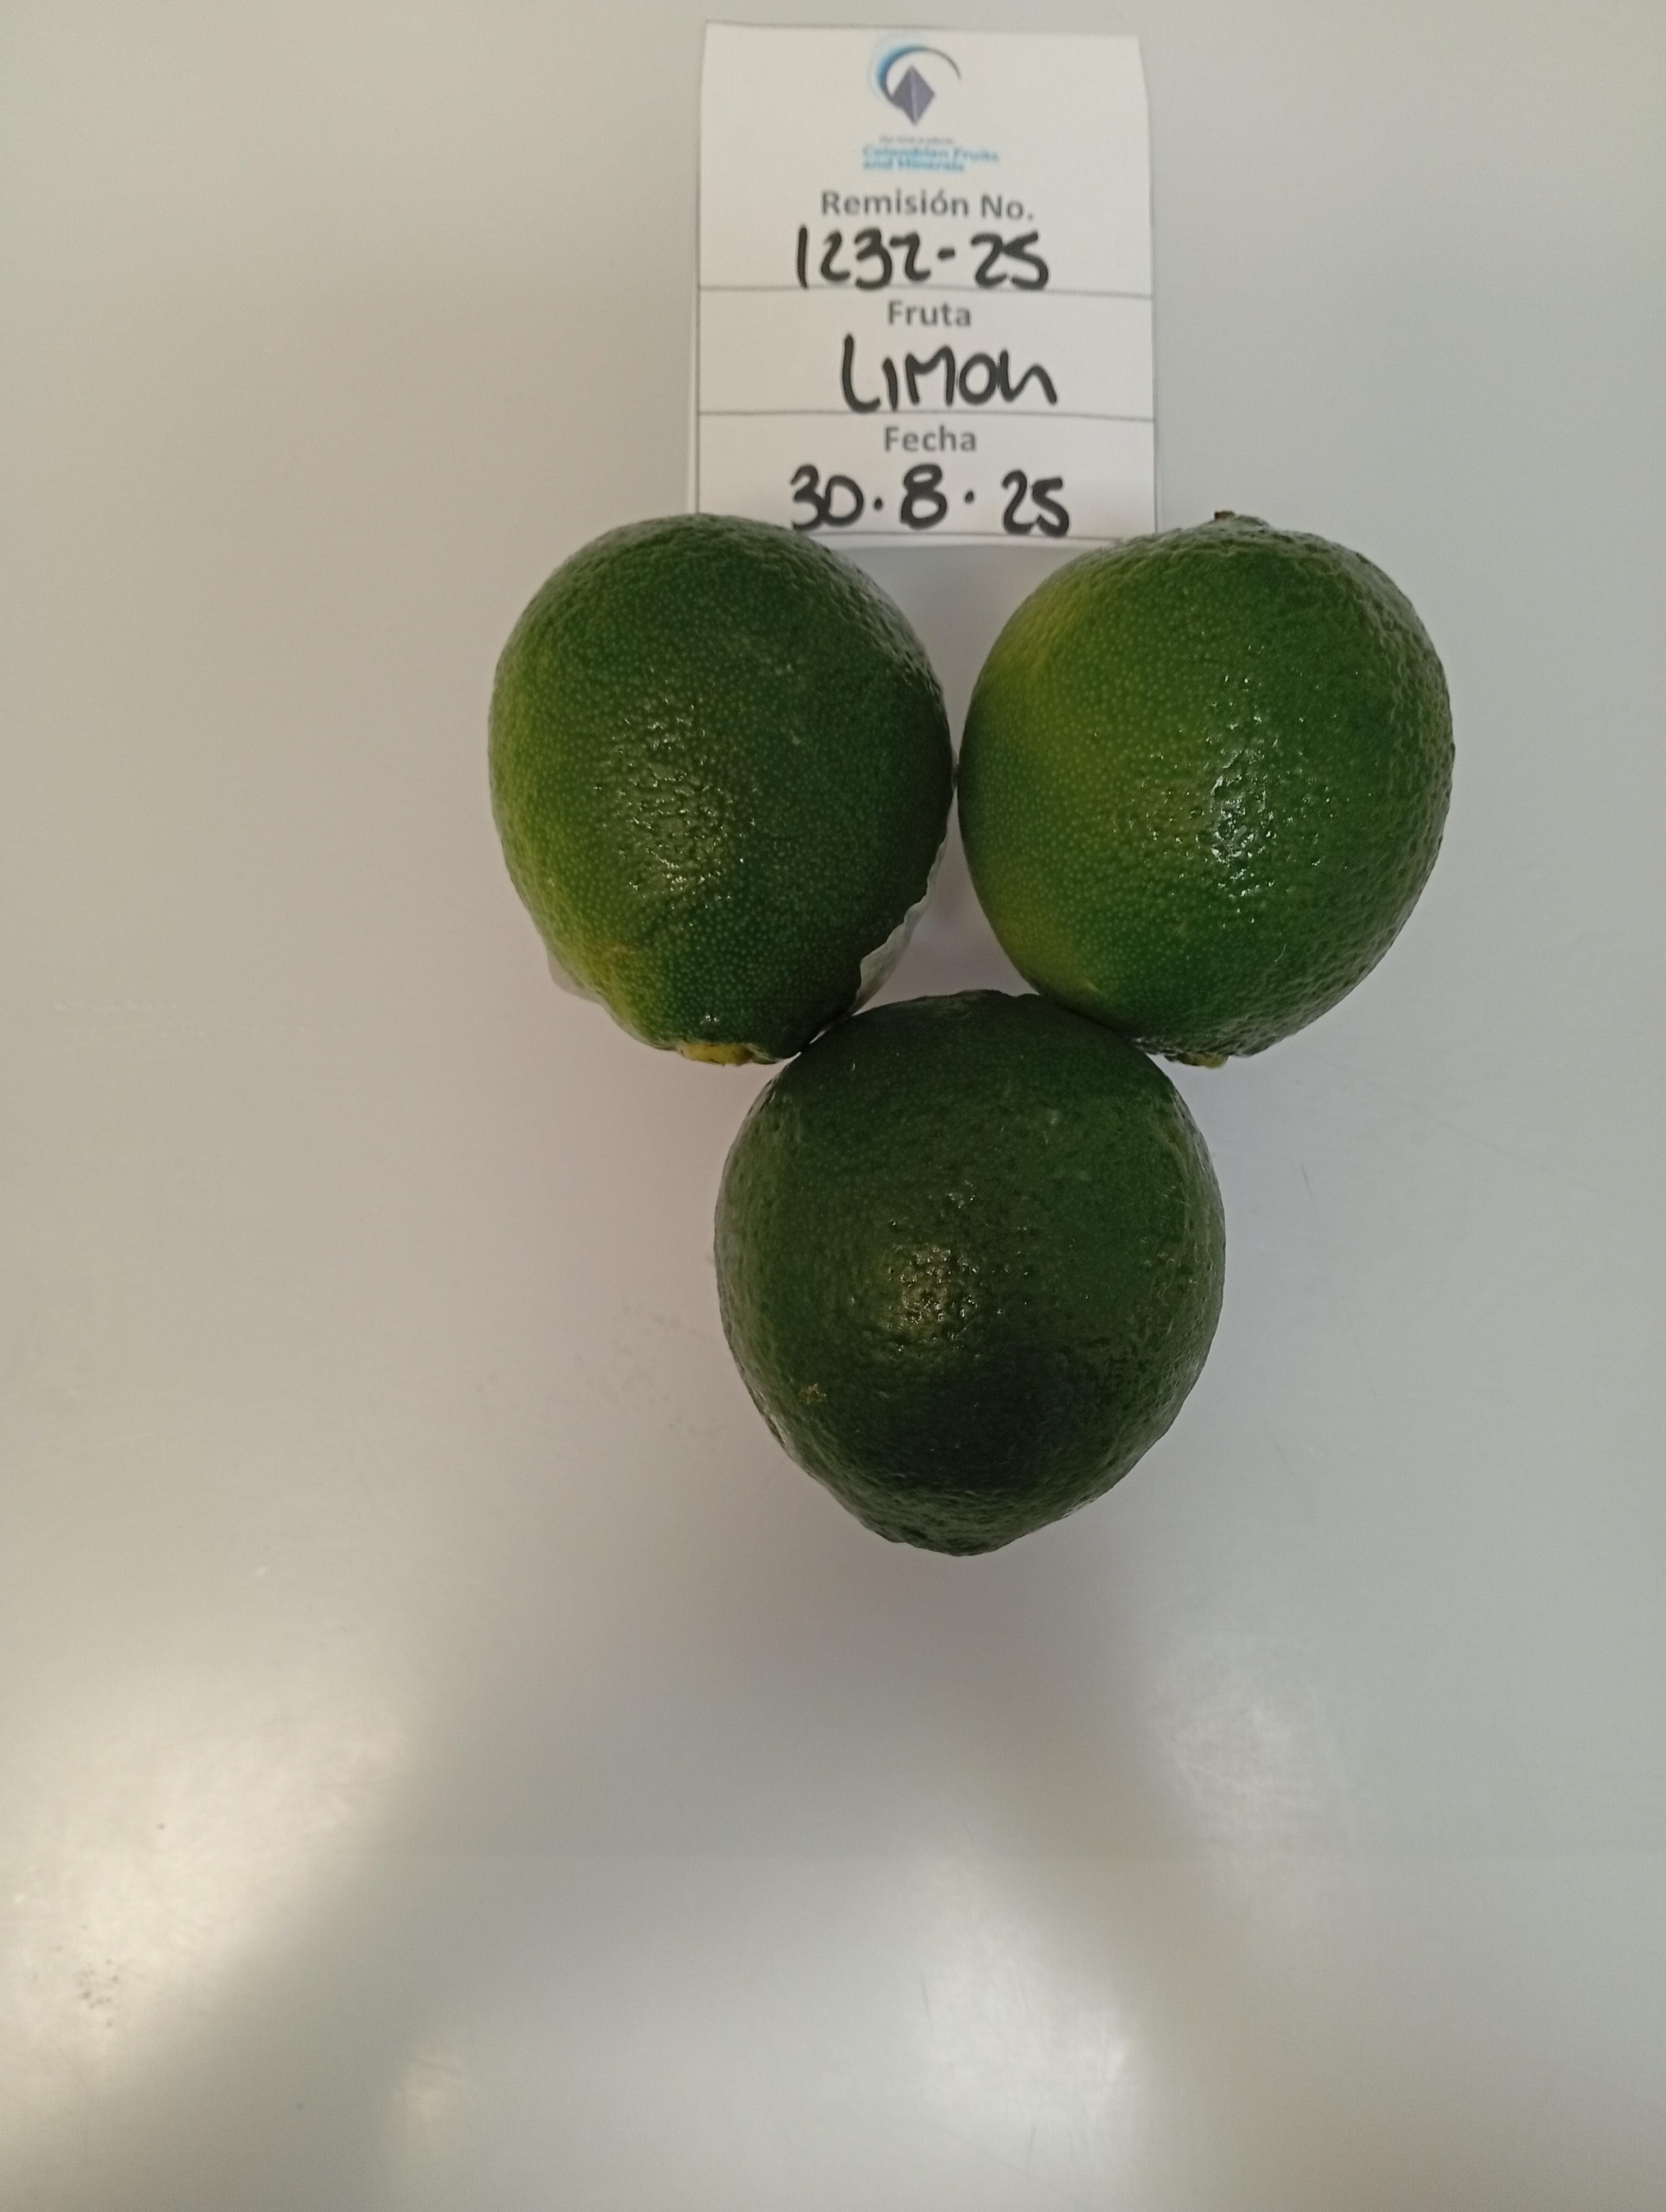 Colombian Fruits
and Minerals
Remisión No.
1232-25
Fruta
LIMON
Fecha
30.8.25